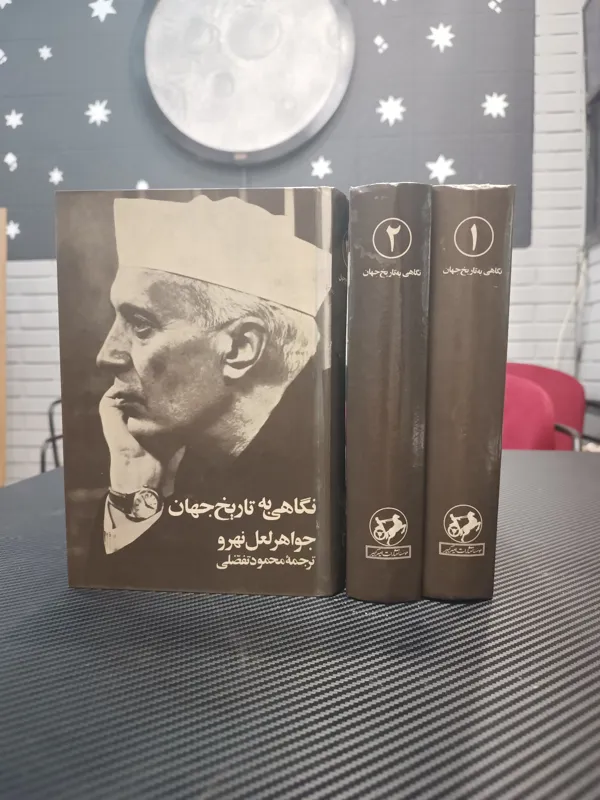 نگاهی به تاریخ جهان
جواهر لعل نهرو
ترجمهٔ محمود تفضلی
۲
نگاهی به تاریخ جهان
۱
نگاهی به تاریخ جهان